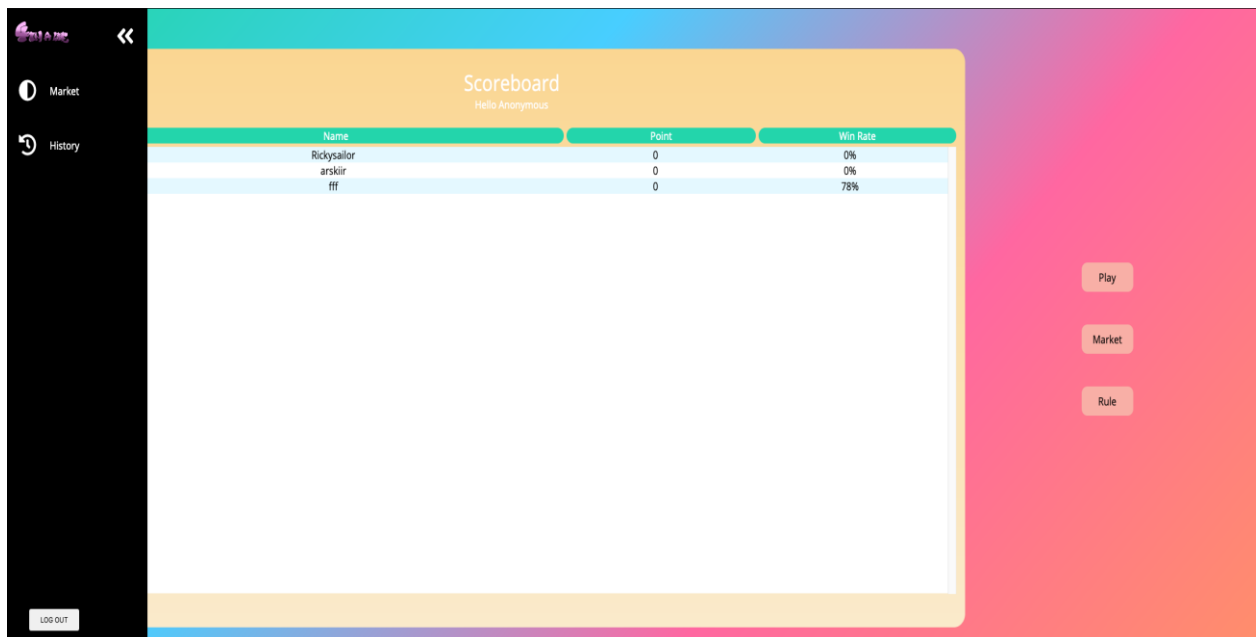 Market
History
LOG OUT
Scoreboard
Hello Anonymous
Name Point Win Rate
Rickysailor 0 0%
arskiir 0 0%
fff 0 78%
Play
Market
Rule